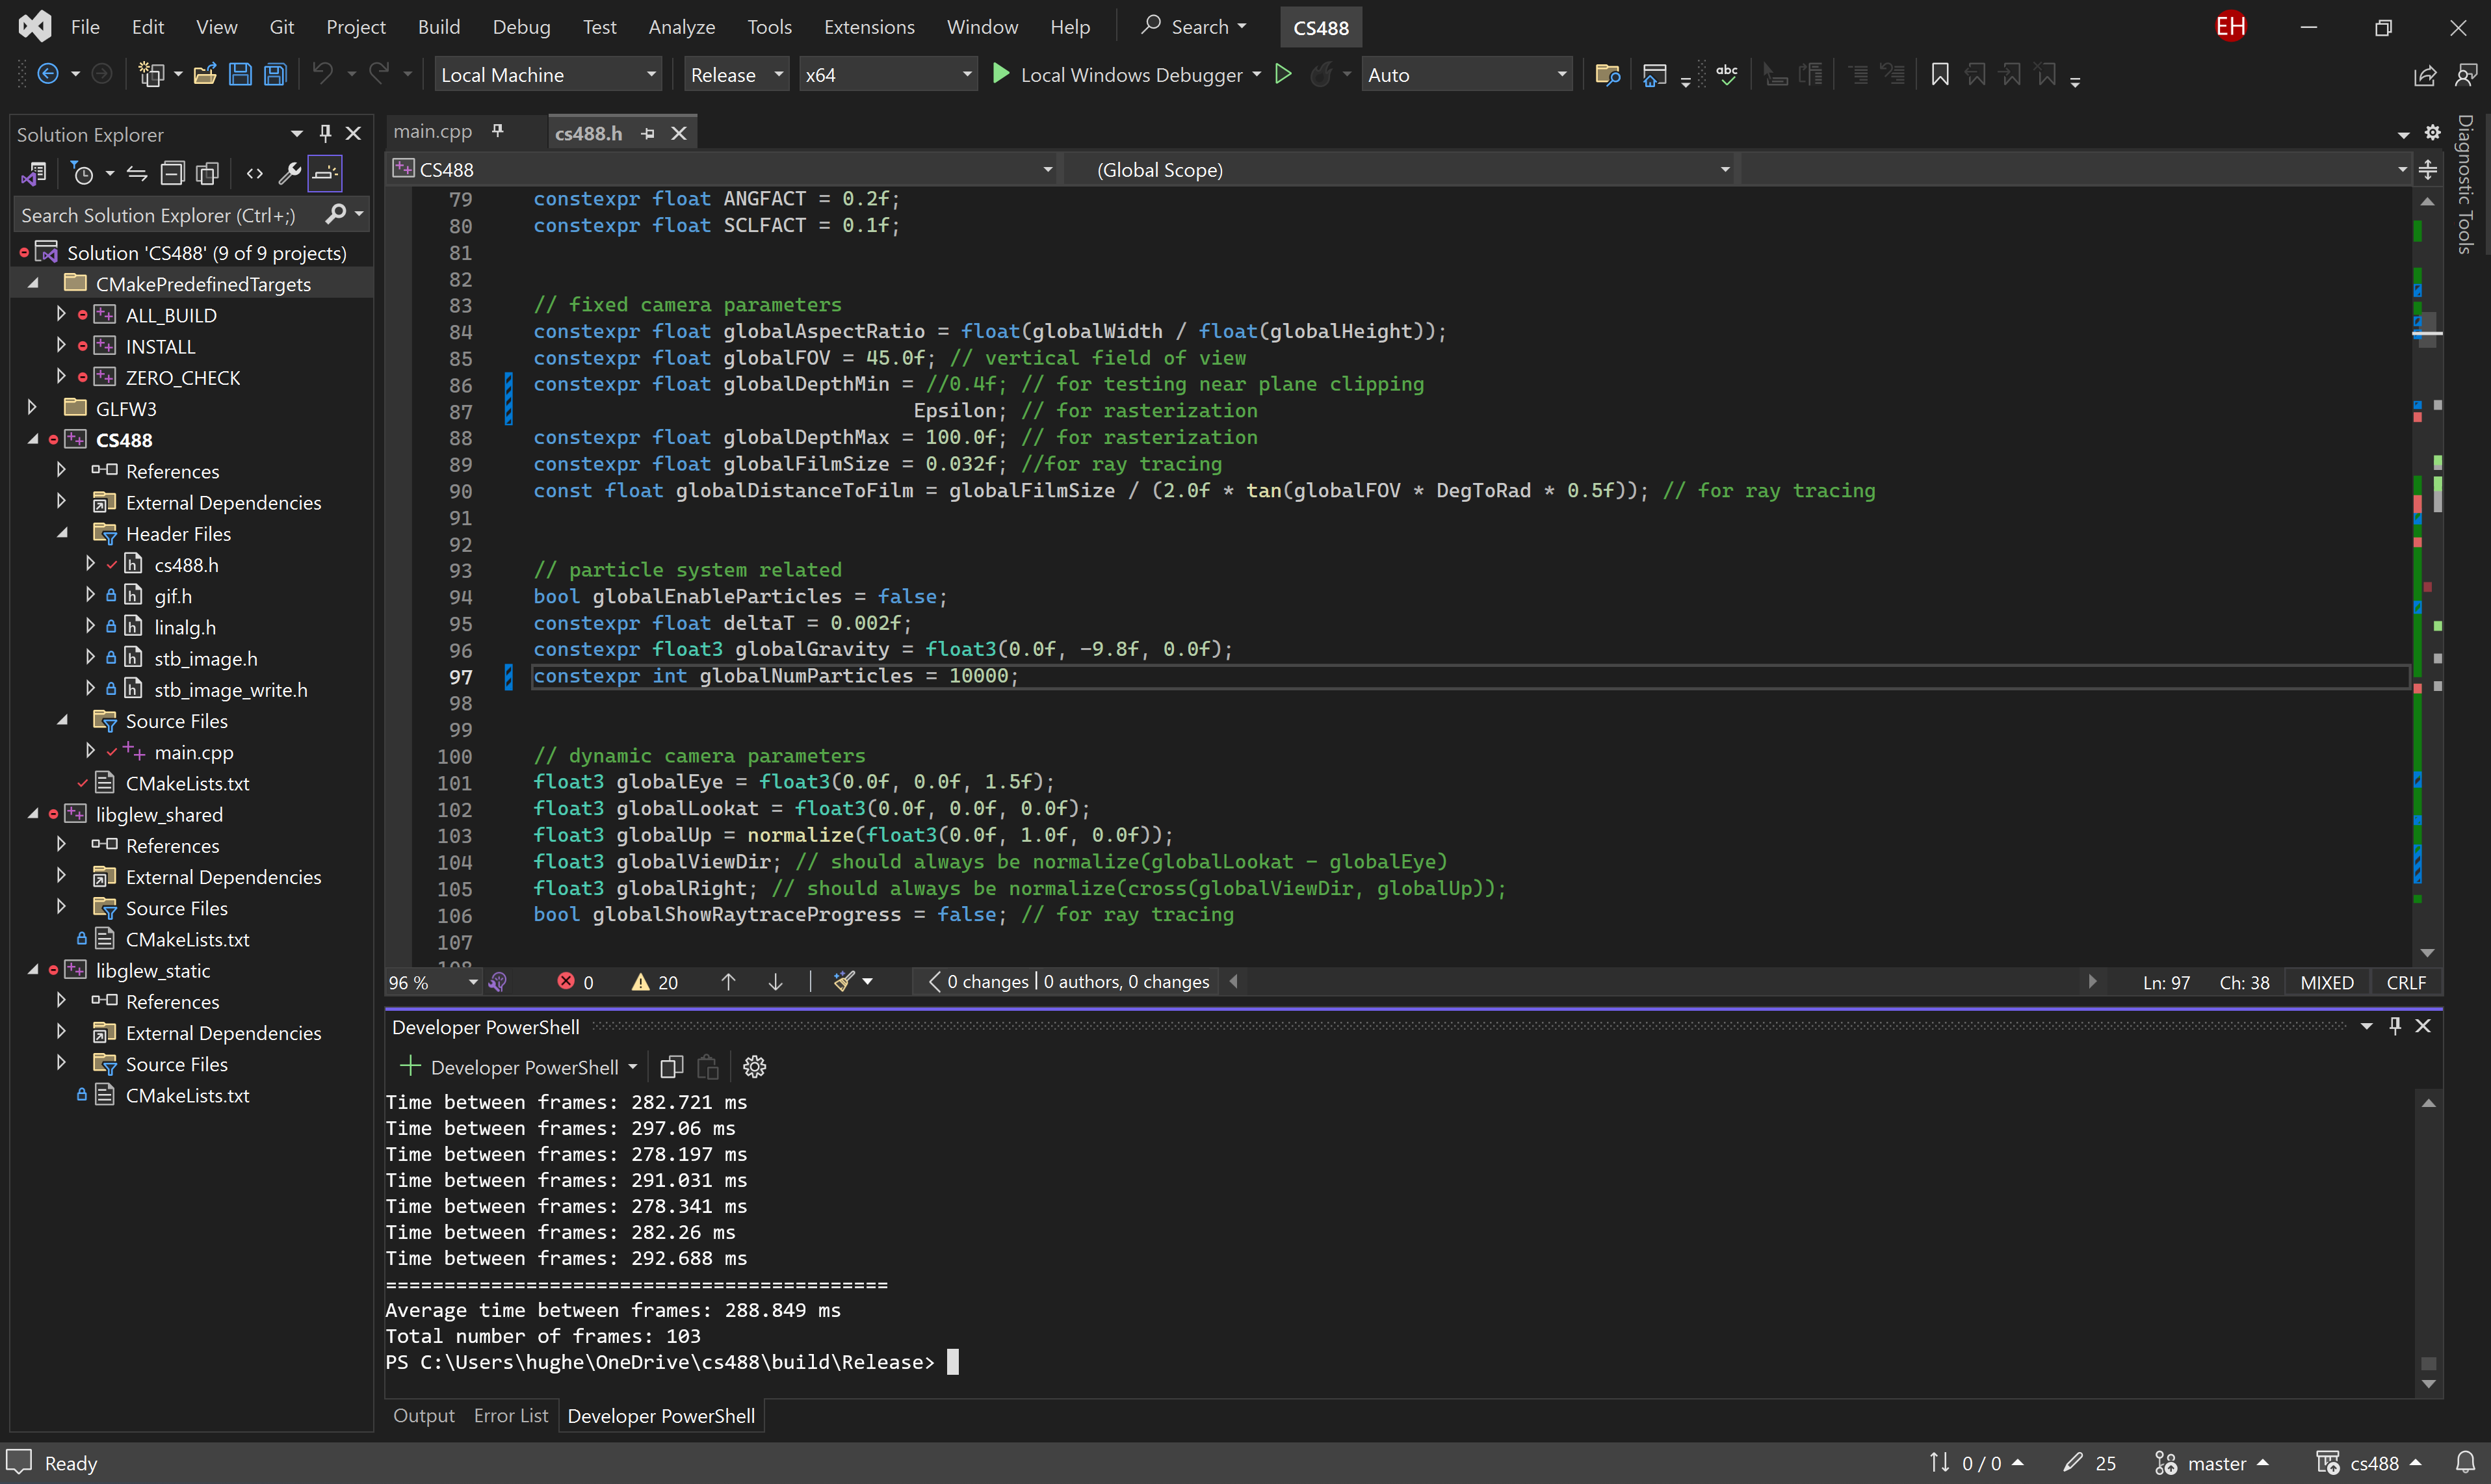 File Edit View Git Project Build Debug Test Analyze Tools Extensions Window Help Search CS488 EH
Local Machine Release x64 Local Windows Debugger Auto
Solution Explorer
Search Solution Explorer (Ctrl+;)
Solution 'CS488' (9 of 9 projects)
CMakePredefinedTargets
ALL_BUILD
INSTALL
ZERO_CHECK
GLFW3
CS488
References
External Dependencies
Header Files
cs488.h
gif.h
linalg.h
stb_image.h
stb_image_write.h
Source Files
main.cpp
CMakeLists.txt
libglew_shared
References
External Dependencies
Source Files
CMakeLists.txt
libglew_static
References
External Dependencies
Source Files
CMakeLists.txt
main.cpp cs488.h
CS488 (Global Scope)
79 constexpr float ANGFACT = 0.2f;
80 constexpr float SCLFACT = 0.1f;
81
82
83 // fixed camera parameters
84 constexpr float globalAspectRatio = float(globalWidth / float(globalHeight));
85 constexpr float globalFOV = 45.0f; // vertical field of view
86 constexpr float globalDepthMin = //0.4f; // for testing near plane clipping
87 Epsilon; // for rasterization
88 constexpr float globalDepthMax = 100.0f; // for rasterization
89 constexpr float globalFilmSize = 0.032f; //for ray tracing
90 const float globalDistanceToFilm = globalFilmSize / (2.0f * tan(globalFOV * DegToRad * 0.5f)); // for ray tracing
91
92
93 // particle system related
94 bool globalEnableParticles = false;
95 constexpr float deltaT = 0.002f;
96 constexpr float3 globalGravity = float3(0.0f, -9.8f, 0.0f);
97 constexpr int globalNumParticles = 10000;
98
99
100 // dynamic camera parameters
101 float3 globalEye = float3(0.0f, 0.0f, 1.5f);
102 float3 globalLookat = float3(0.0f, 0.0f, 0.0f);
103 float3 globalUp = normalize(float3(0.0f, 1.0f, 0.0f));
104 float3 globalViewDir; // should always be normalize(globalLookat - globalEye)
105 float3 globalRight; // should always be normalize(cross(globalViewDir, globalUp));
106 bool globalShowRaytraceProgress = false; // for ray tracing
107
108
96 % 0 20 0 changes | 0 authors, 0 changes Ln: 97 Ch: 38 MIXED CRLF
Diagnostic Tools
Developer PowerShell
Developer PowerShell
Time between frames: 282.721 ms
Time between frames: 297.06 ms
Time between frames: 278.197 ms
Time between frames: 291.031 ms
Time between frames: 278.341 ms
Time between frames: 282.26 ms
Time between frames: 292.688 ms
===========================================
Average time between frames: 288.849 ms
Total number of frames: 103
PS C:\Users\hughe\OneDrive\cs488\build\Release>
Output Error List Developer PowerShell
Ready 0 / 0 25 master cs488